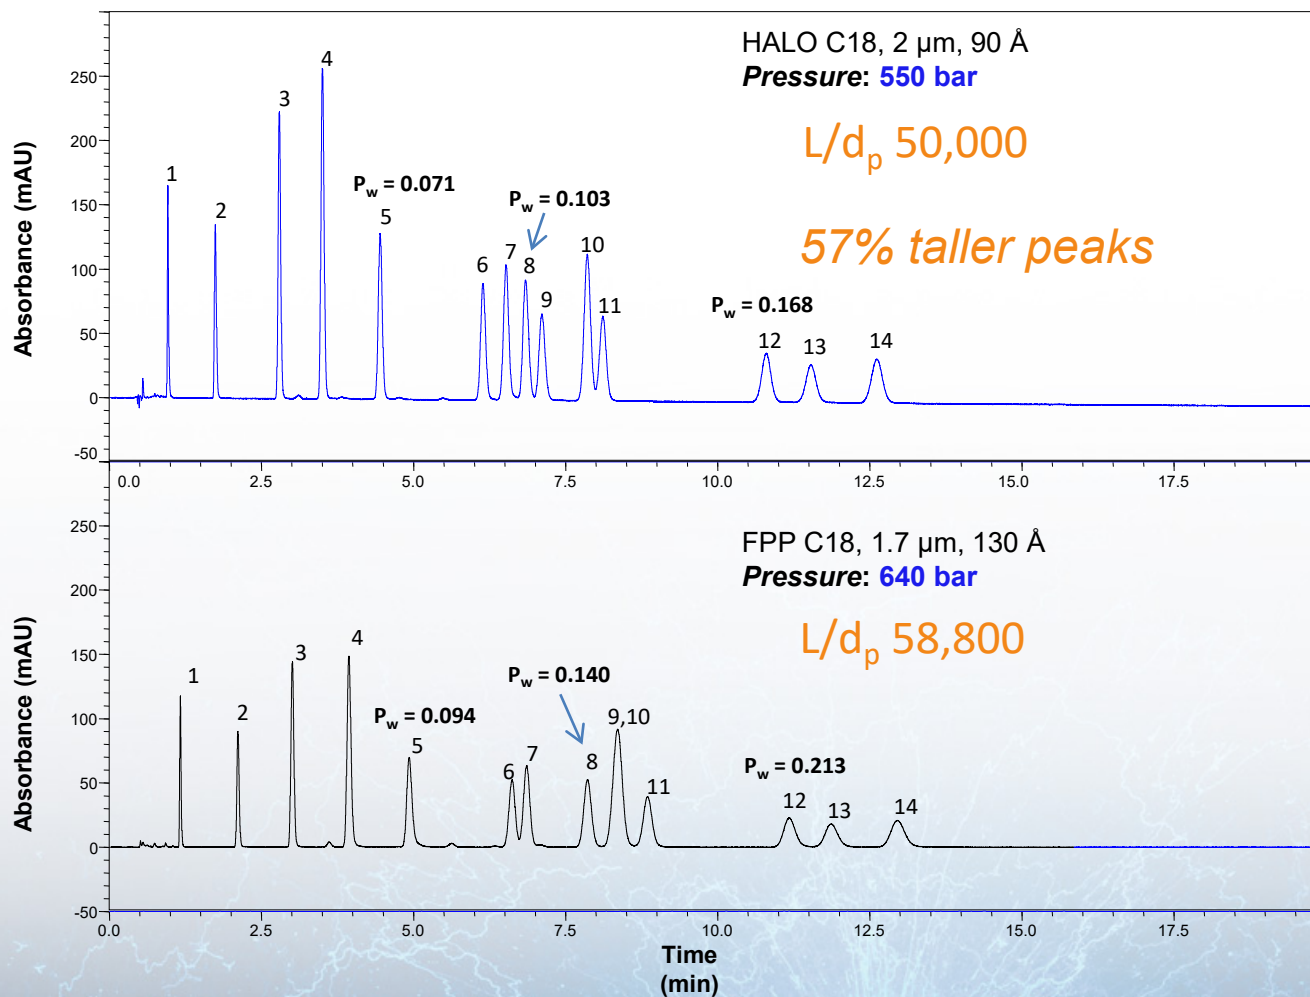 HALO C18, 2 µm, 90 Å
Pressure: 550 bar
L/dp 50,000
57% taller peaks
Absorbance (mAU)
250
200
150
100
50
0
-50
1
2
3
4
Pw = 0.071
5
6
7
Pw = 0.103
8
9
10
11
Pw = 0.168
12
13
14
0.0 2.5 5.0 7.5 10.0 12.5 15.0 17.5
FPP C18, 1.7 µm, 130 Å
Pressure: 640 bar
L/dp 58,800
Absorbance (mAU)
250
200
150
100
50
0
-50
1
2
3
4
Pw = 0.094
5
6
7
Pw = 0.140
8
9,10
11
Pw = 0.213
12
13
14
0.0 2.5 5.0 7.5 10.0 12.5 15.0 17.5
Time
(min)